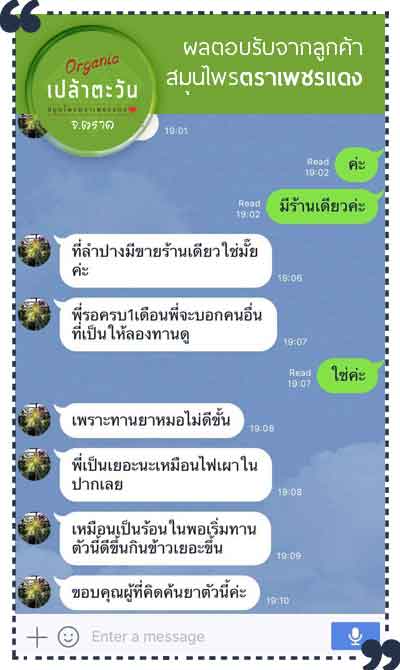 ผลตอบรับจากลูกค้า
สมุนไพรตราเพชรแดง
Organic
เปล้าตะวัน
สมุนไพรตราเพชรแดง
จ.ตราด
19:01
ค่ะ
Read
19:02
มีร้านเดียวค่ะ
Read
19:02
ที่ลำปางมีขายร้านเดียวใช่มั๊ย
ค่ะ
19:06
พี่รอครบ1เดือนพี่จะบอกคนอื่น
ที่เป็นให้ลองทานดู
19:07
ใช่ค่ะ
Read
19:07
เพราะทานยาหมอไม่ดีขั้น
19:08
พี่เป็นเยอะนะเหมือนไฟเผาใน
ปากเลย
19:08
เหมือนเป็นร้อนในพอเริ่มทาน
ตัวนี้ดีขึ้นกินข้าวเยอะขึ้น
19:09
ขอบคุณผู้ที่คิดค้นยาตัวนี้ค่ะ
19:10
Enter a message